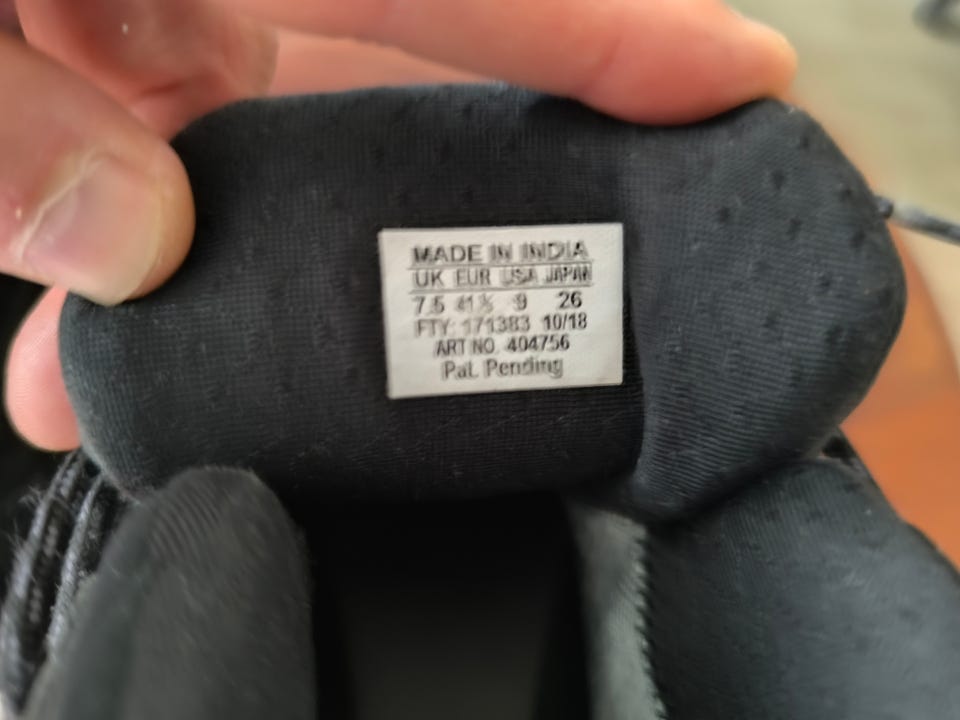 MADE IN INDIA
UK EUR USA JAPAN
7.5 41½ 9 26
FTY: 171383 10/18
ART NO. 404756
Pat. Pending